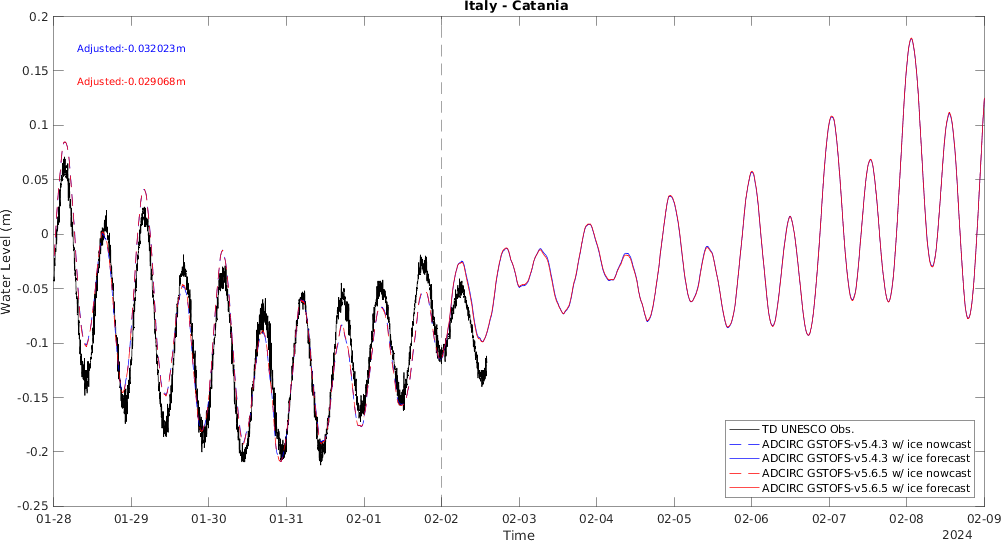 Italy - Catania
Adjusted:-0.032023m
Adjusted:-0.029068m
Water Level (m)
0.2
0.15
0.1
0.05
0
-0.05
-0.1
-0.15
-0.2
-0.25
TD UNESCO Obs.
ADCIRC GSTOFS-v5.4.3 w/ ice nowcast
ADCIRC GSTOFS-v5.4.3 w/ ice forecast
ADCIRC GSTOFS-v5.6.5 w/ ice nowcast
ADCIRC GSTOFS-v5.6.5 w/ ice forecast
01-28 01-29 01-30 01-31 02-01 02-02 02-03 02-04 02-05 02-06 02-07 02-08 02-09
Time
2024